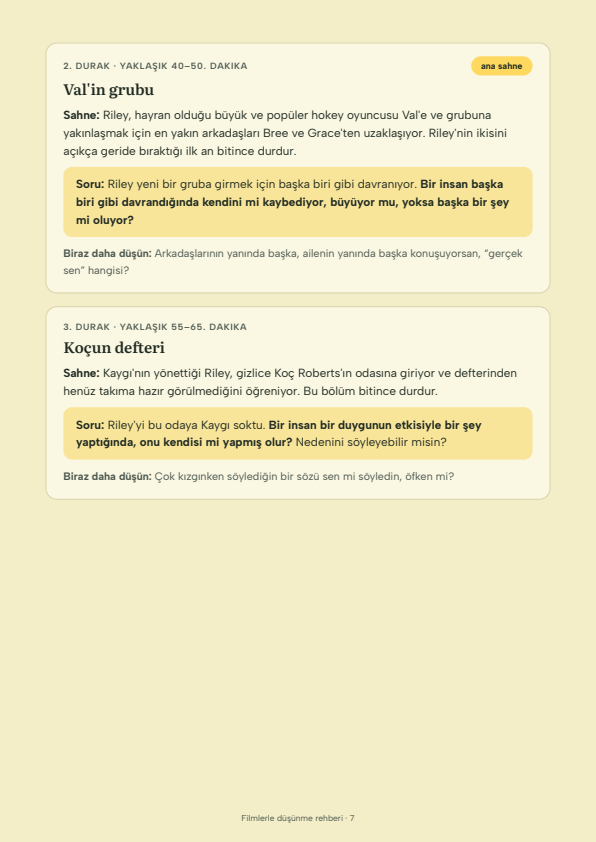 2. DURAK · YAKLAŞIK 40–50. DAKIKA
ana sahne
Val'in grubu
Sahne: Riley, hayran olduğu büyük ve popüler hokey oyuncusu Val'e ve grubuna
yakınlaşmak için en yakın arkadaşları Bree ve Grace'ten uzaklaşıyor. Riley'nin ikisini
açıkça geride bıraktığı ilk an bitince durdur.
Soru: Riley yeni bir gruba girmek için başka biri gibi davranıyor. Bir insan başka
biri gibi davrandığında kendini mi kaybediyor, büyüyor mu, yoksa başka bir şey
mi oluyor?
Biraz daha düşün: Arkadaşlarının yanında başka, ailenin yanında başka konuşuyorsan, “gerçek
sen” hangisi?
3. DURAK · YAKLAŞIK 55–65. DAKIKA
Koçun defteri
Sahne: Kaygı'nın yönettiği Riley, gizlice Koç Roberts'ın odasına giriyor ve defterinden
henüz takıma hazır görülmediğini öğreniyor. Bu bölüm bitince durdur.
Soru: Riley'yi bu odaya Kaygı soktu. Bir insan bir duygunun etkisiyle bir şey
yaptığında, onu kendisi mi yapmış olur? Nedenini söyleyebilir misin?
Biraz daha düşün: Çok kızgınken söylediğin bir sözü sen mi söyledin, öfken mi?
Filmlerle düşünme rehberi · 7